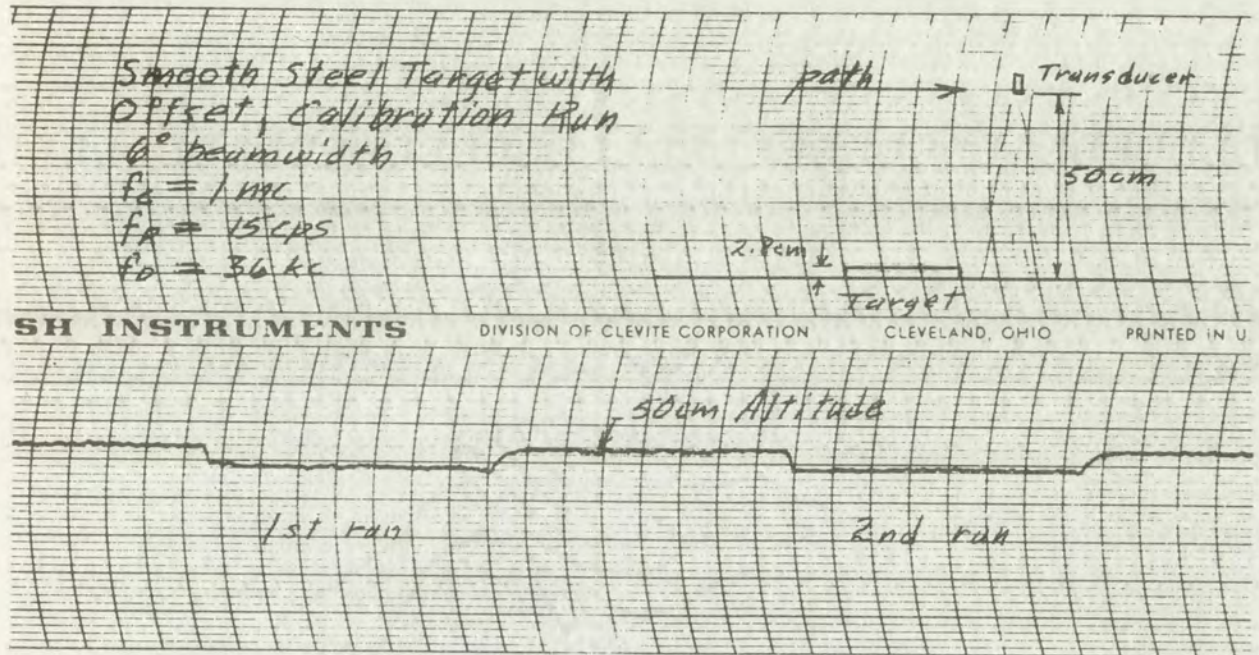 Smooth Steel Target with
Offset, Calibration Run
6° beamwidth
fc = 1 mc
fR = 15 cps
fD = 36 kc
path
Transducer
50cm
2.8cm
Target
SH INSTRUMENTS DIVISION OF CLEVITE CORPORATION CLEVELAND, OHIO PRINTED IN U
50cm Altitude
1st run
2nd run